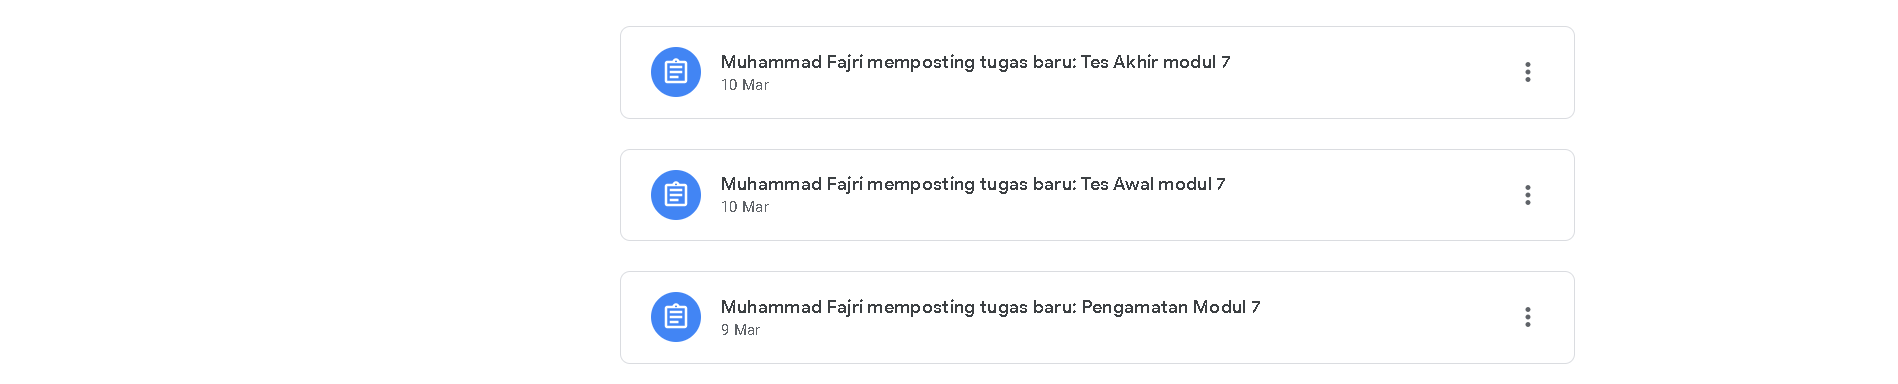 Muhammad Fajri memposting tugas baru: Tes Akhir modul 7
10 Mar
Muhammad Fajri memposting tugas baru: Tes Awal modul 7
10 Mar
Muhammad Fajri memposting tugas baru: Pengamatan Modul 7
9 Mar